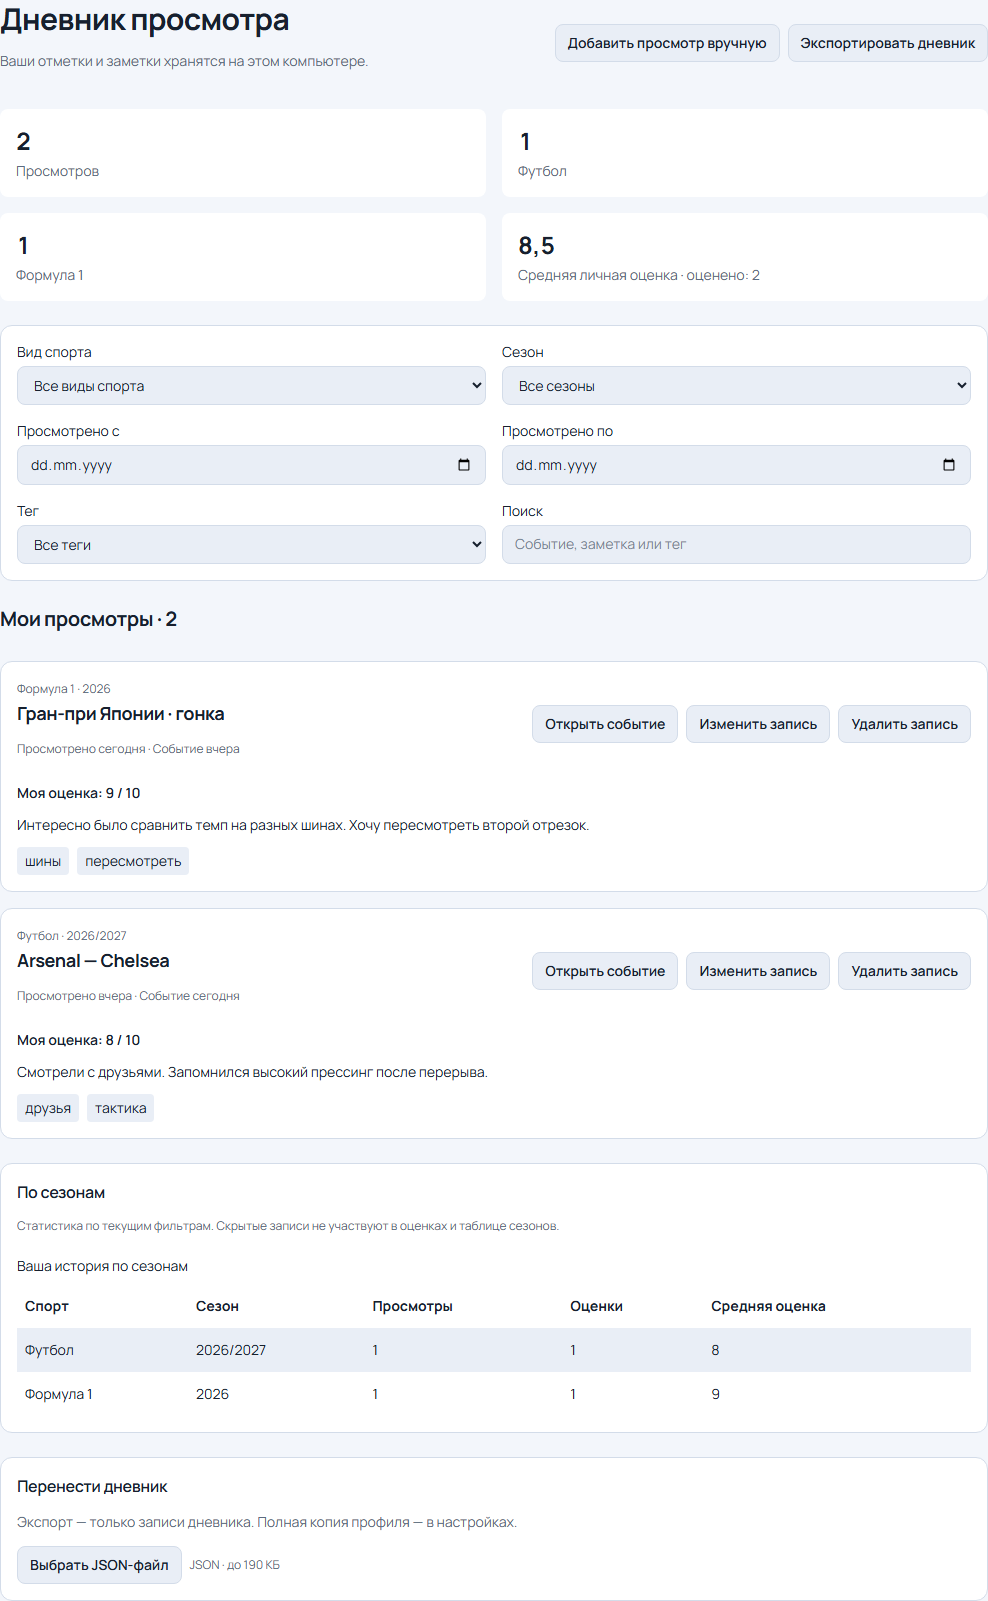 Дневник просмотра
Ваши отметки и заметки хранятся на этом компьютере.
Добавить просмотр вручную
Экспортировать дневник
2
Просмотров
1
Футбол
1
Формула 1
8,5
Средняя личная оценка · оценено: 2
Вид спорта
Все виды спорта
Сезон
Все сезоны
Просмотрено с
dd.mm.yyyy
Просмотрено по
dd.mm.yyyy
Тег
Все теги
Поиск
Событие, заметка или тег
Мои просмотры · 2
Формула 1 · 2026
Гран-при Японии · гонка
Просмотрено сегодня · Событие вчера
Открыть событие
Изменить запись
Удалить запись
Моя оценка: 9 / 10
Интересно было сравнить темп на разных шинах. Хочу пересмотреть второй отрезок.
шины
пересмотреть
Футбол · 2026/2027
Arsenal — Chelsea
Просмотрено вчера · Событие сегодня
Открыть событие
Изменить запись
Удалить запись
Моя оценка: 8 / 10
Смотрели с друзьями. Запомнился высокий прессинг после перерыва.
друзья
тактика
По сезонам
Статистика по текущим фильтрам. Скрытые записи не участвуют в оценках и таблице сезонов.
Ваша история по сезонам
Спорт Сезон Просмотры Оценки Средняя оценка
Футбол 2026/2027 1 1 8
Формула 1 2026 1 1 9
Перенести дневник
Экспорт — только записи дневника. Полная копия профиля — в настройках.
Выбрать JSON-файл
JSON · до 190 КБ